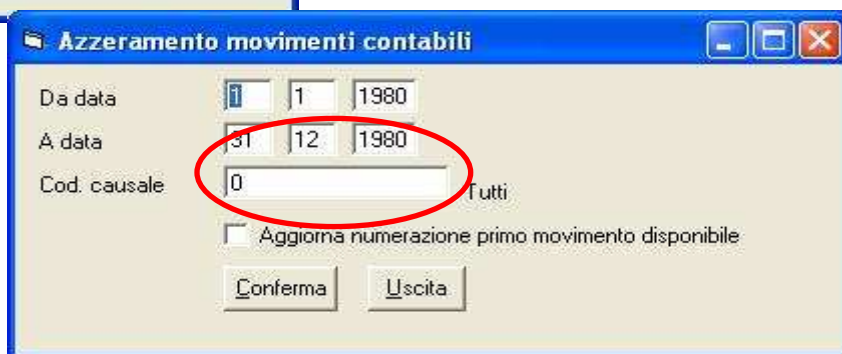 Azzeramento movimenti contabili
Da data 1 1 1980
A data 31 12 1980
Cod. causale 0 Tutti
Aggiorna numerazione primo movimento disponibile
Conferma Uscita